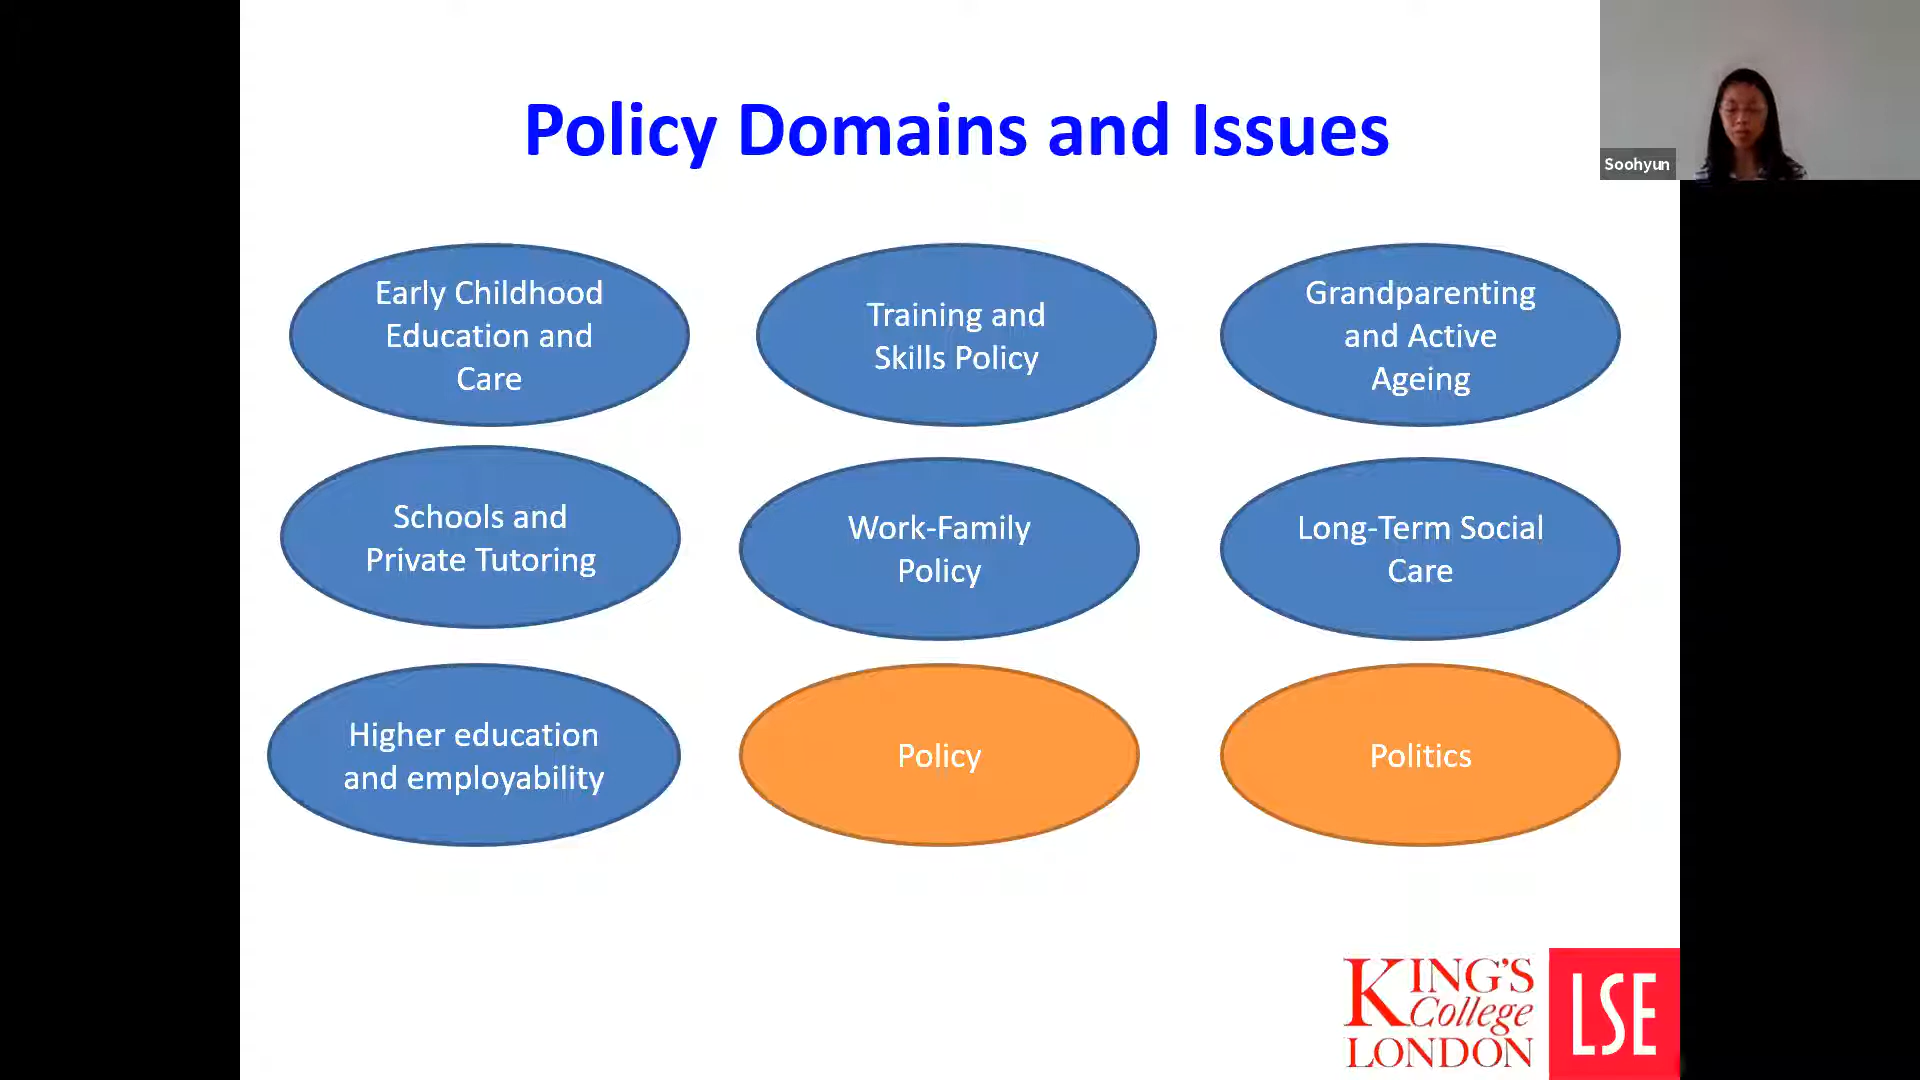 Policy Domains and Issues
Soohyun
Early Childhood
Education and
Care
Training and
Skills Policy
Grandparenting
and Active
Ageing
Schools and
Private Tutoring
Work-Family
Policy
Long-Term Social
Care
Higher education
and employability
Policy
Politics
KING'S
College
LONDON
LSE